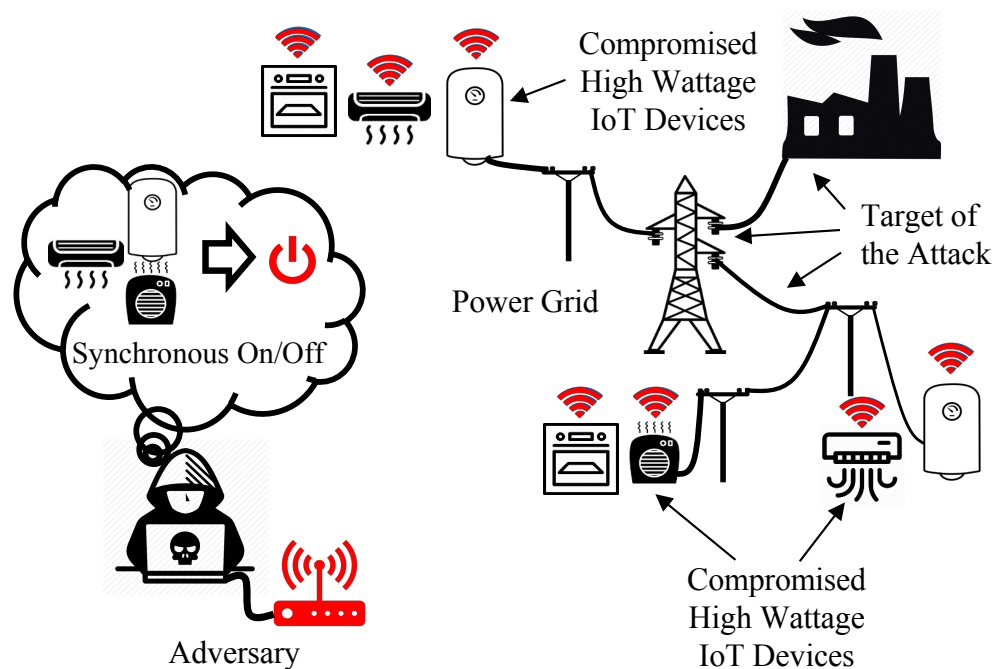 Compromised
High Wattage
IoT Devices
Target of
the Attack
Power Grid
Synchronous On/Off
Compromised
High Wattage
IoT Devices
Adversary